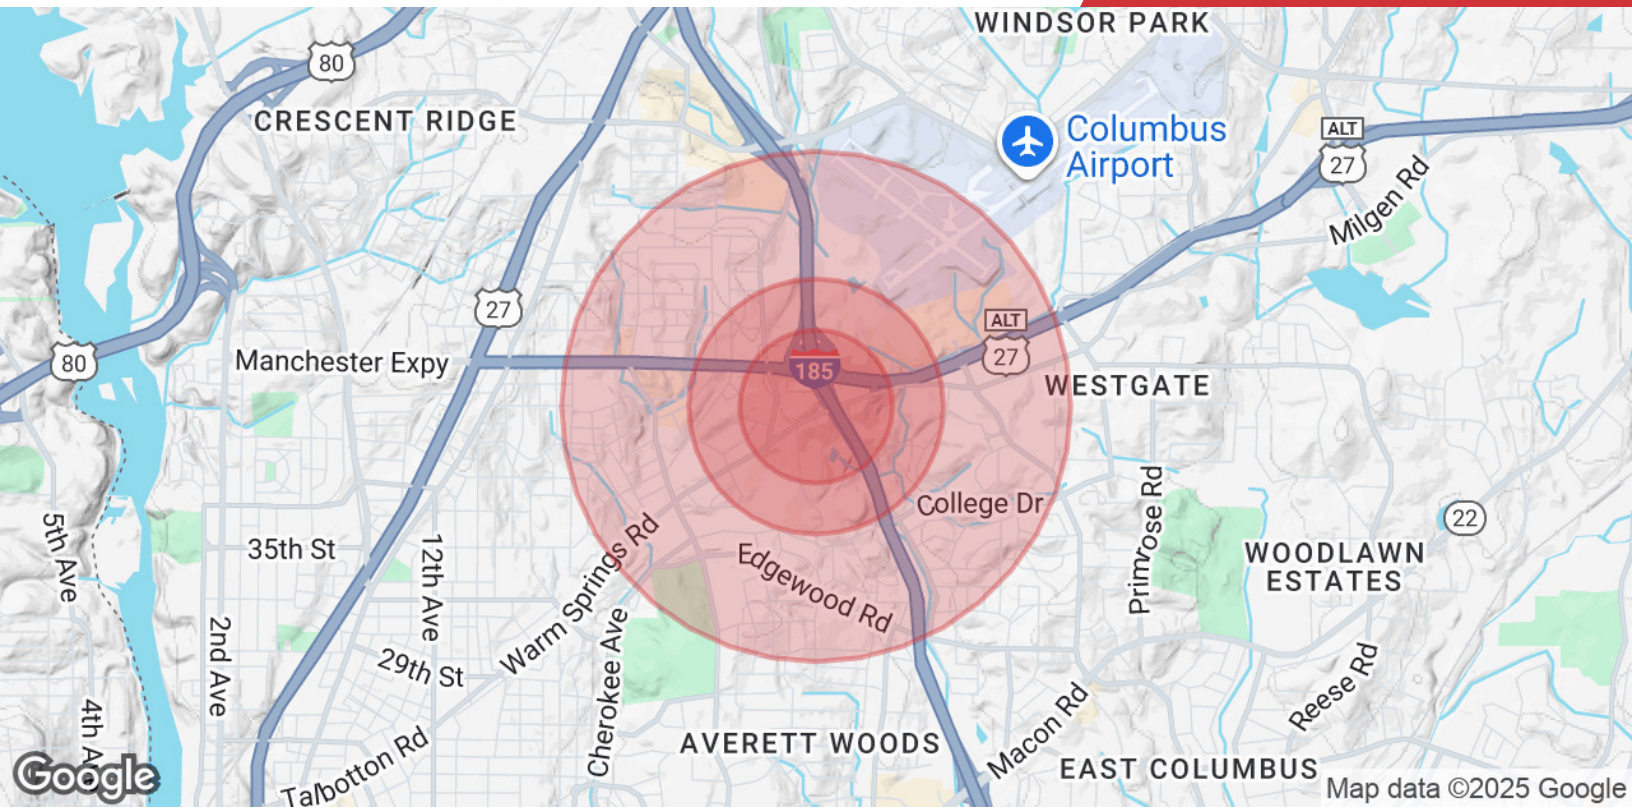 WINDSOR PARK
80
CRESCENT RIDGE
Columbus
Airport
ALT
27
Milgen Rd
27
ALT
27
80
Manchester Expy
185
WESTGATE
College Dr
Primrose Rd
22
5th Ave
35th St
12th Ave
Warm Springs Rd
Edgewood Rd
WOODLAWN
ESTATES
2nd Ave
29th St
Cherokee Ave
Reese Rd
4th Ave
Talbotton Rd
AVERETT WOODS
Macon Rd
EAST COLUMBUS
Google
Map data ©2025 Google